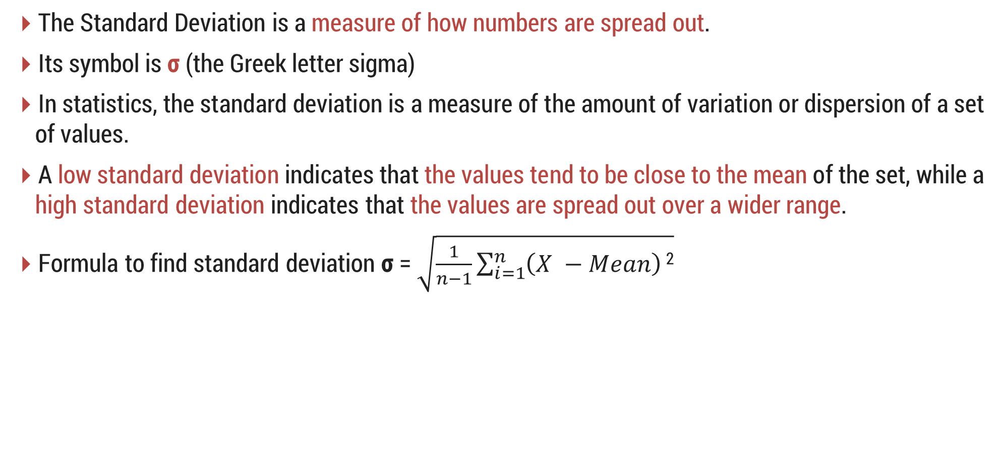 The Standard Deviation is a measure of how numbers are spread out.
Its symbol is σ (the Greek letter sigma)
In statistics, the standard deviation is a measure of the amount of variation or dispersion of a set
of values.
A low standard deviation indicates that the values tend to be close to the mean of the set, while a
high standard deviation indicates that the values are spread out over a wider range.
Formula to find standard deviation σ = √(1/(n−1) ∑ⁿᵢ₌₁(X − Mean) ²)